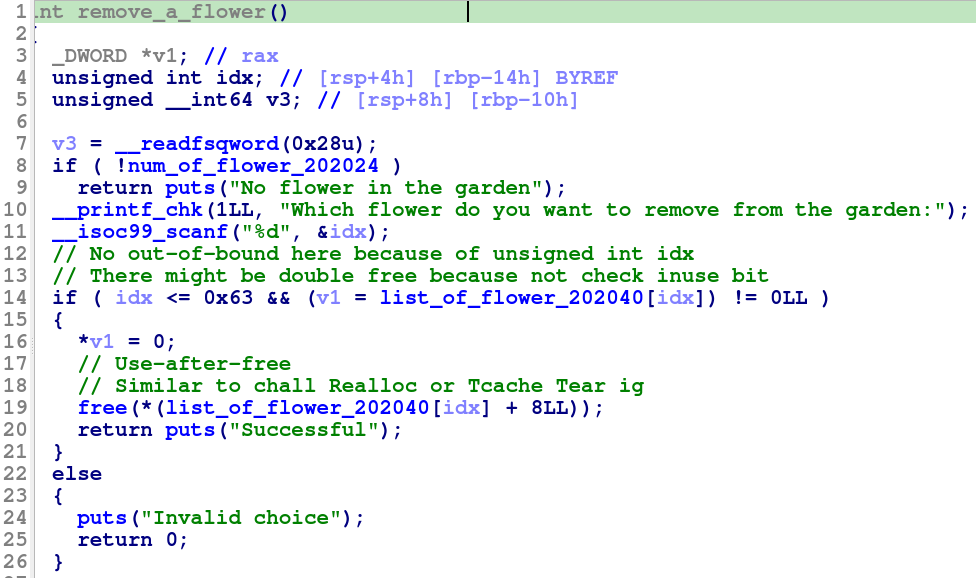 1 int remove_a_flower()
2 {
3 _DWORD *v1; // rax
4 unsigned int idx; // [rsp+4h] [rbp-14h] BYREF
5 unsigned __int64 v3; // [rsp+8h] [rbp-10h]
6
7 v3 = __readfsqword(0x28u);
8 if ( !num_of_flower_202024 )
9 return puts("No flower in the garden");
10 __printf_chk(1LL, "Which flower do you want to remove from the garden:");
11 __isoc99_scanf("%d", &idx);
12 // No out-of-bound here because of unsigned int idx
13 // There might be double free because not check inuse bit
14 if ( idx <= 0x63 && (v1 = list_of_flower_202040[idx]) != 0LL )
15 {
16 *v1 = 0;
17 // Use-after-free
18 // Similar to chall Realloc or Tcache Tear ig
19 free(*(list_of_flower_202040[idx] + 8LL));
20 return puts("Successful");
21 }
22 else
23 {
24 puts("Invalid choice");
25 return 0;
26 }